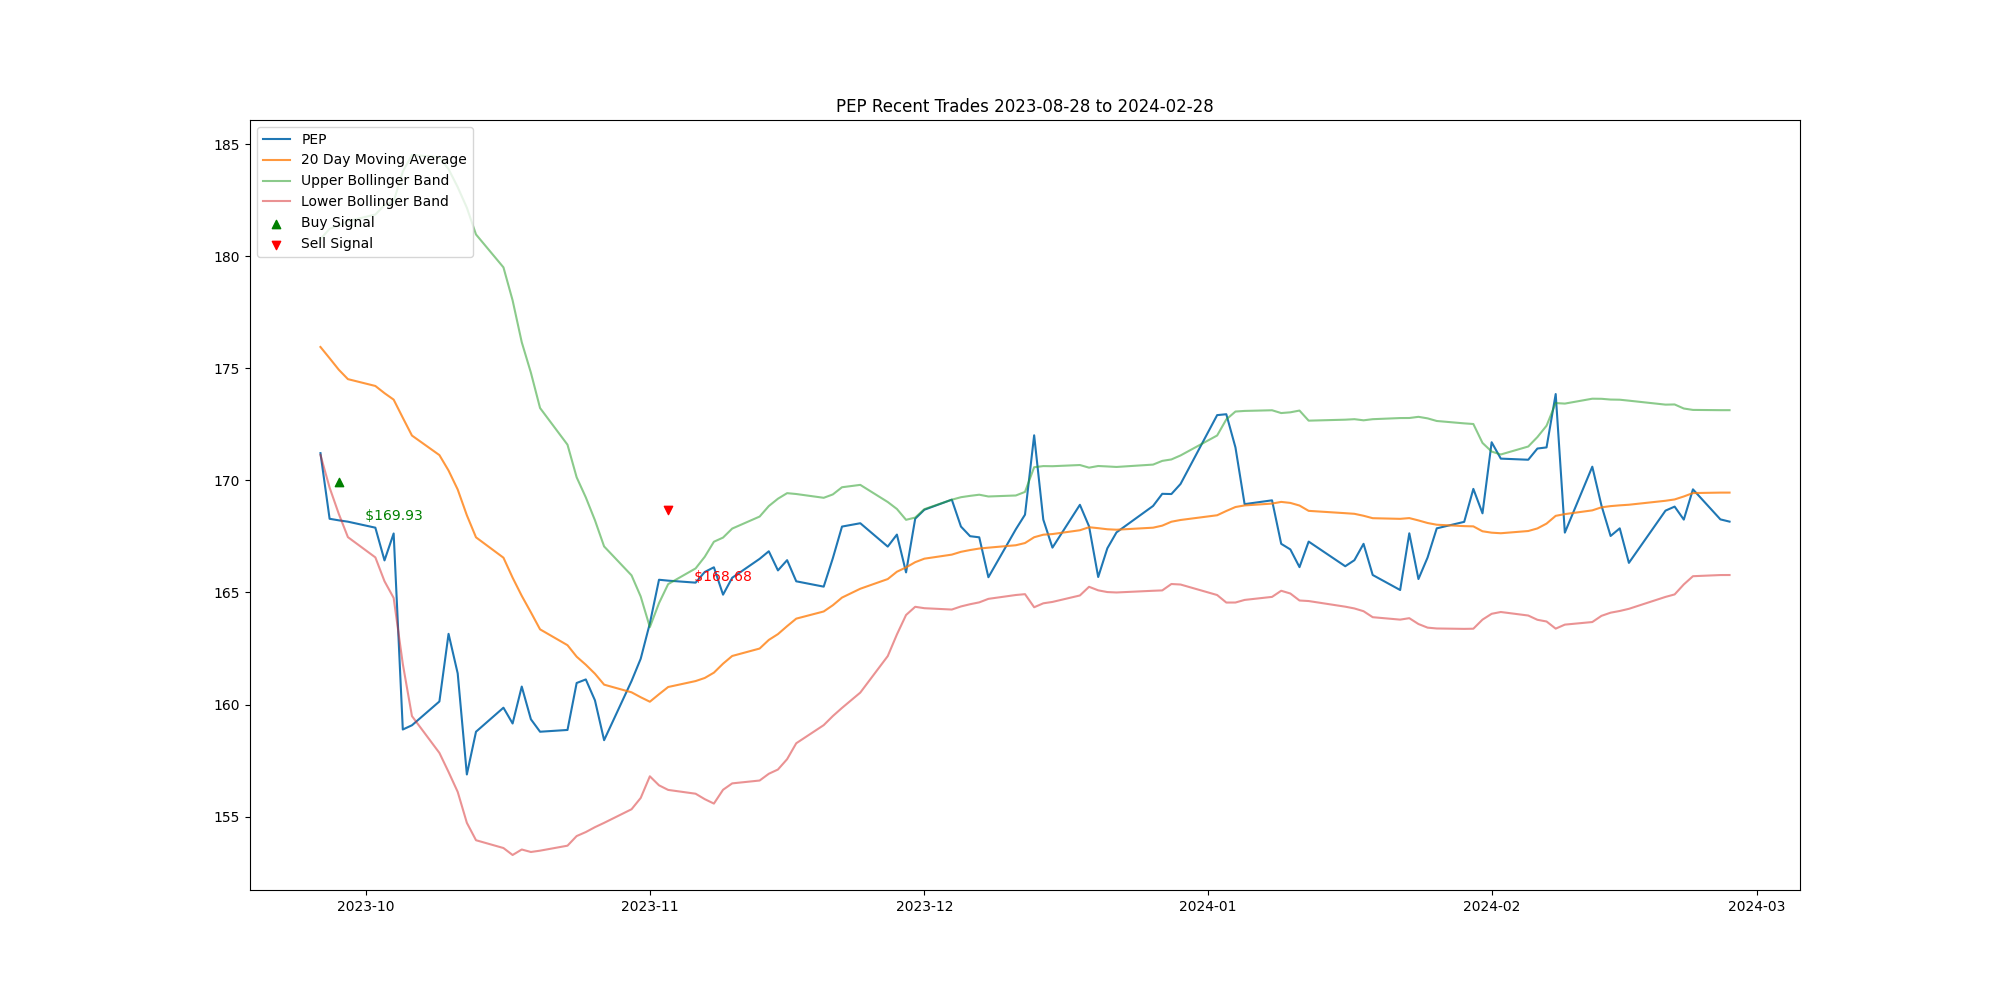 PEP Recent Trades 2023-08-28 to 2024-02-28
PEP
20 Day Moving Average
Upper Bollinger Band
Lower Bollinger Band
Buy Signal
Sell Signal
185
180
175
170
165
160
155
$169.93
$168.68
2023-10
2023-11
2023-12
2024-01
2024-02
2024-03